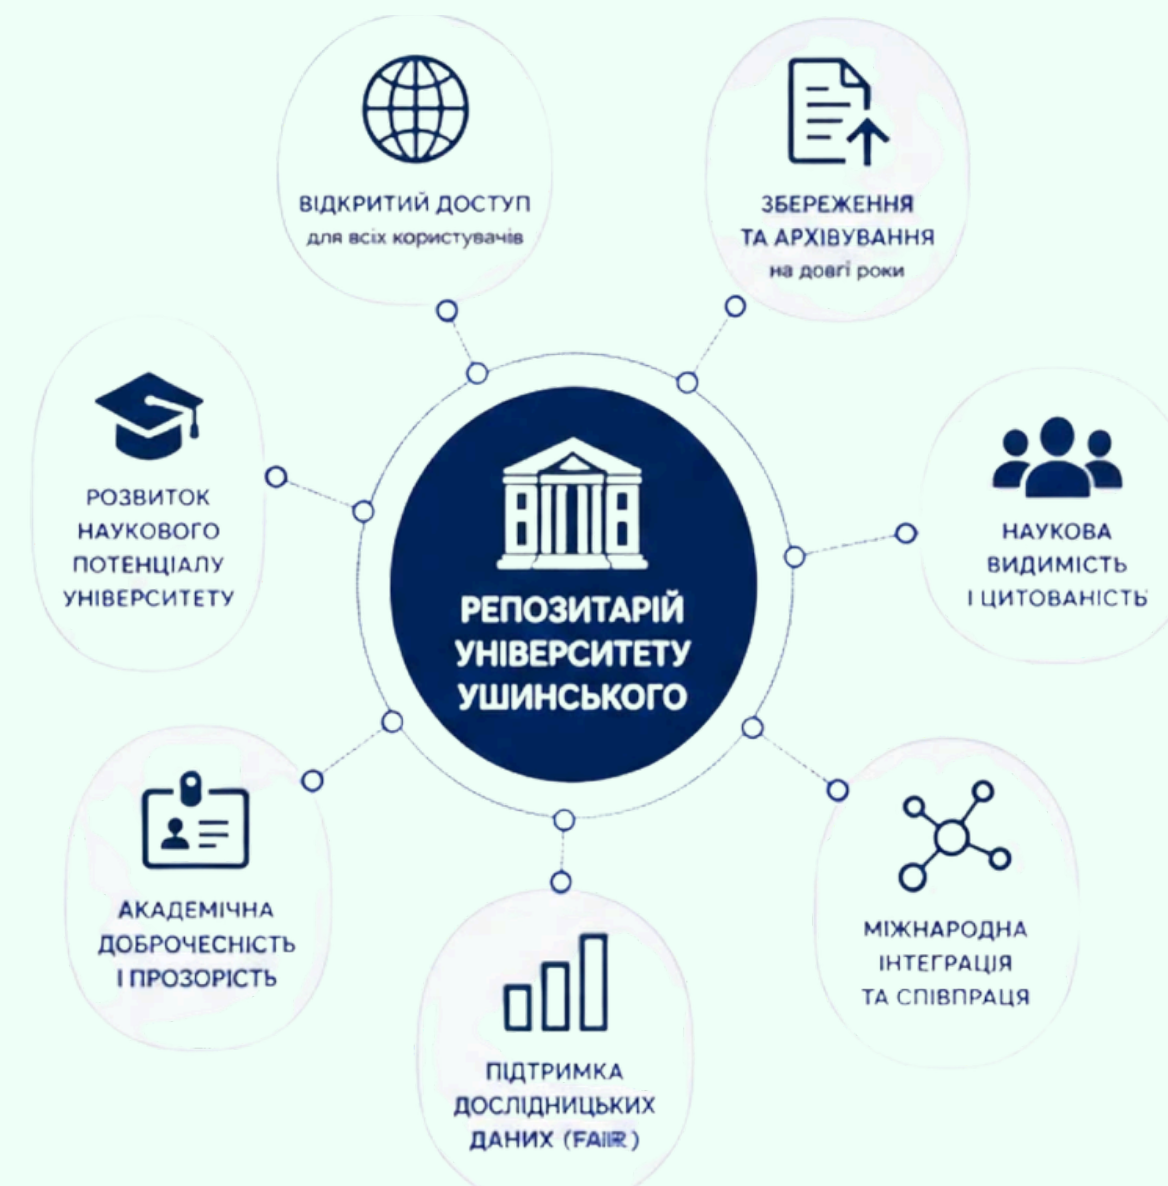 ВІДКРИТИЙ ДОСТУП
для всіх користувачів
ЗБЕРЕЖЕННЯ
ТА АРХІВУВАННЯ
на довгі роки
РОЗВИТОК
НАУКОВОГО
ПОТЕНЦІАЛУ
УНІВЕРСИТЕТУ
НАУКОВА
ВИДИМІСТЬ
І ЦИТОВАНІСТЬ
РЕПОЗИТАРІЙ
УНІВЕРСИТЕТУ
УШИНСЬКОГО
АКАДЕМІЧНА
ДОБРОЧЕСНІСТЬ
І ПРОЗОРІСТЬ
МІЖНАРОДНА
ІНТЕГРАЦІЯ
ТА СПІВПРАЦЯ
ПІДТРИМКА
ДОСЛІДНИЦЬКИХ
ДАНИХ (FAIR)